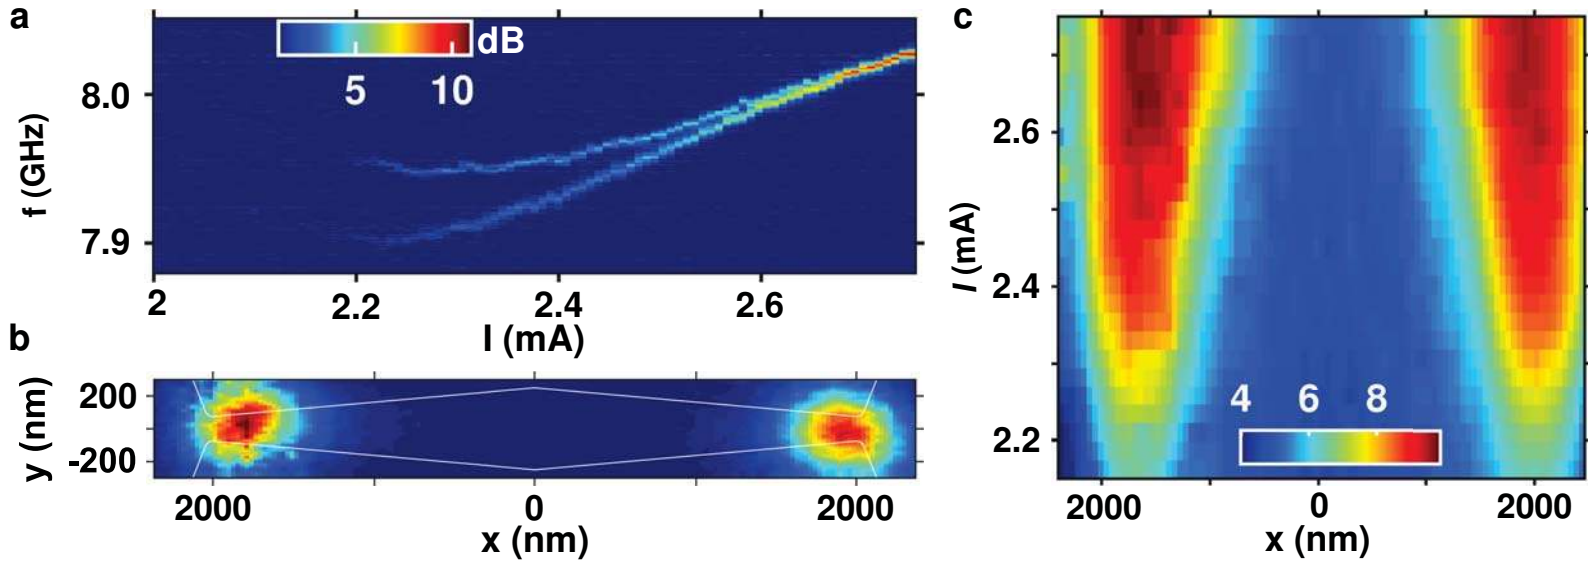 a
dB
5 10
8.0
7.9
f (GHz)
2 2.2 2.4 2.6
I (mA)
b
200
-200
y (nm)
2000 0 2000
x (nm)
c
2.6
2.4
2.2
I (mA)
4 6 8
2000 0 2000
x (nm)